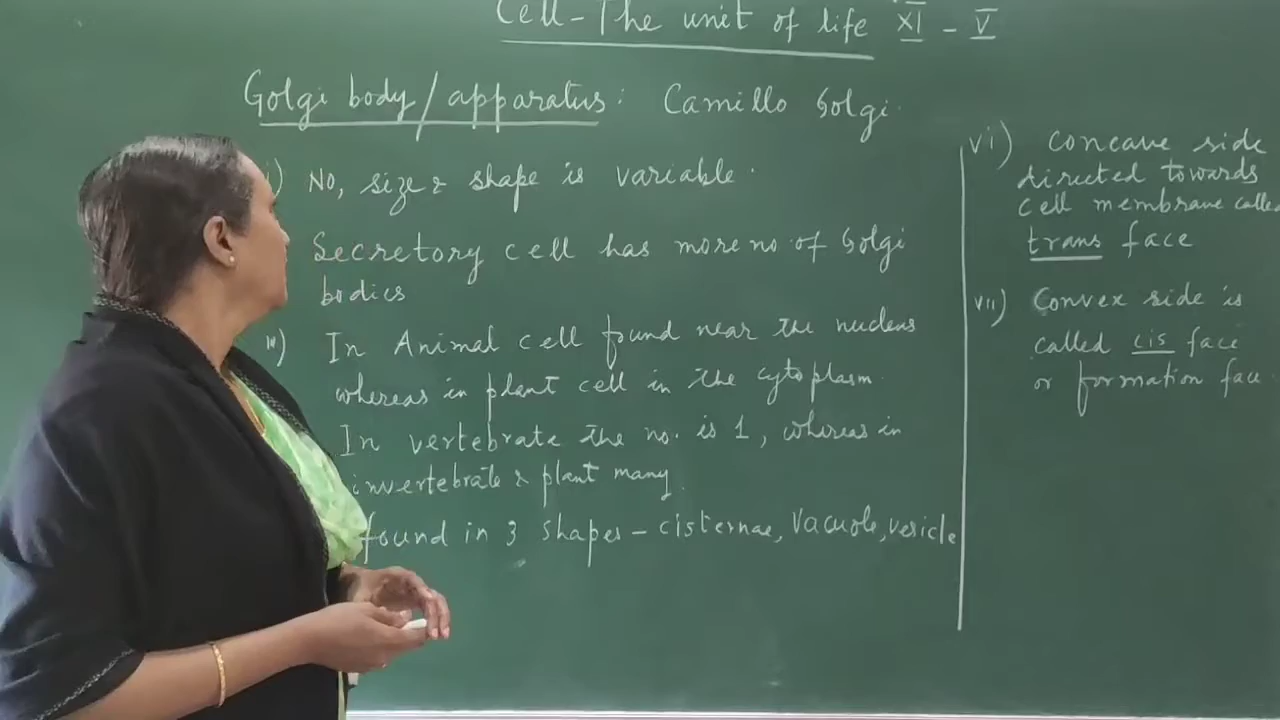 Cell - The unit of life XI - V
Golgi body / apparatus: Camillo Golgi.
i) No, size & shape is variable.
Secretory cell has more no. of Golgi
bodies
In Animal cell found near the nucleus
whereas in plant cell in the cytoplasm.
In vertebrate the no. is 1, whereas in
invertebrate & plant many.
found in 3 shapes - cisternae, Vacuole, vesicle
vi) Concave side
directed towards
cell membrane called
trans face
vii) Convex side is
called cis face
or formation face.